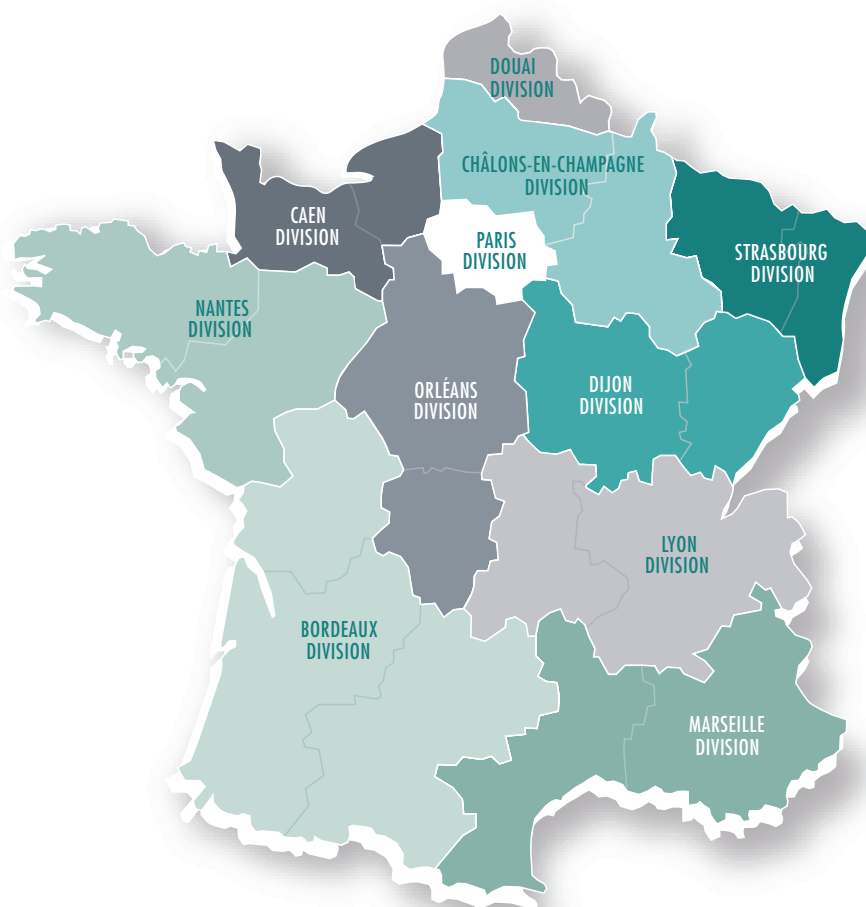 DOUAI
DIVISION
CHÂLONS-EN-CHAMPAGNE
DIVISION
CAEN
DIVISION
PARIS
DIVISION
STRASBOURG
DIVISION
NANTES
DIVISION
ORLÉANS
DIVISION
DIJON
DIVISION
LYON
DIVISION
BORDEAUX
DIVISION
MARSEILLE
DIVISION